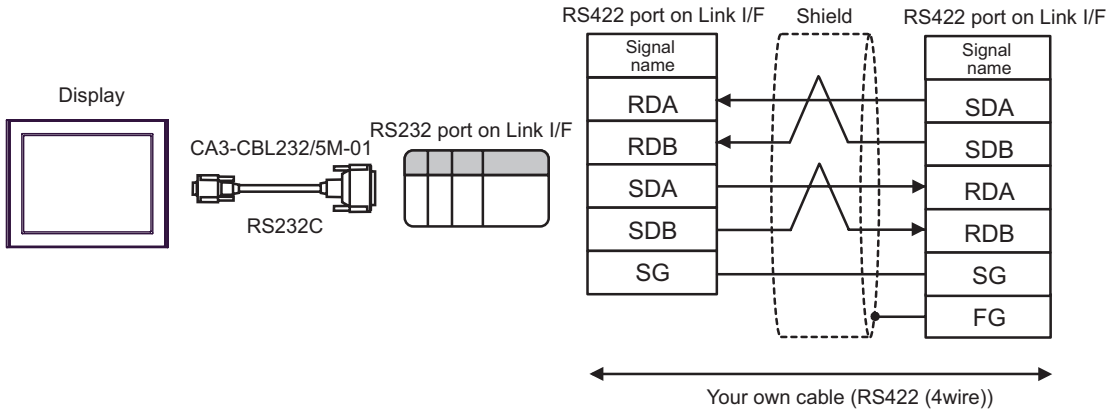 Display
CA3-CBL232/5M-01
RS232C
RS232 port on Link I/F
RS422 port on Link I/F
Shield
RS422 port on Link I/F
Signal
name
RDA
RDB
SDA
SDB
SG
Signal
name
SDA
SDB
RDA
RDB
SG
FG
Your own cable (RS422 (4wire))